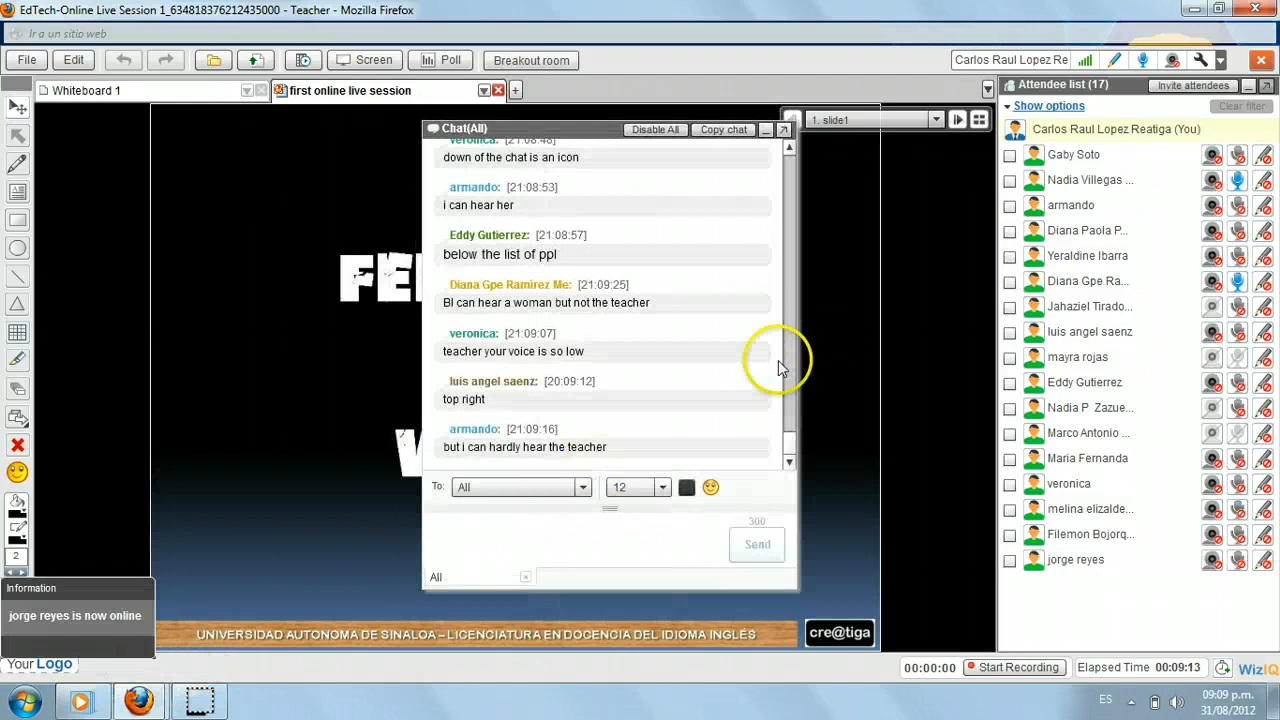 EdTech-Online Live Session 1_634818376212435000 - Teacher - Mozilla Firefox
Ir a un sitio web
File Edit Screen Poll Breakout room Carlos Raul Lopez Re
Whiteboard 1 first online live session
Attendee list (17) Invite attendees
Show options Clear filter
1. slide1
Carlos Raul Lopez Reatiga (You)
Gaby Soto
Nadia Villegas ...
armando
Diana Paola P...
Yeraldine Ibarra
Diana Gpe Ra...
Jahaziel Tirado...
luis angel saenz
mayra rojas
Eddy Gutierrez
Nadia P Zazue...
Marco Antonio ...
Maria Fernanda
veronica
melina elizalde...
Filemon Bojorq...
jorge reyes
Chat(All) Disable All Copy chat
veronica: [21:08:48]
down of the chat is an icon
armando: [21:08:53]
i can hear her
Eddy Gutierrez: [21:08:57]
below the list of ppl
Diana Gpe Ramirez Me: [21:09:25]
BI can hear a woman but not the teacher
veronica: [21:09:07]
teacher your voice is so low
luis angel saenz: [20:09:12]
top right
armando: [21:09:16]
but i can hardly hear the teacher
To: All 12
300
Send
All
2
Information
jorge reyes is now online
UNIVERSIDAD AUTONOMA DE SINALOA – LICENCIATURA EN DOCENCIA DEL IDIOMA INGLÉS
cre@tiga
Your Logo
00:00:00 Start Recording Elapsed Time 00:09:13 WizIQ
ES 09:09 p.m.
31/08/2012